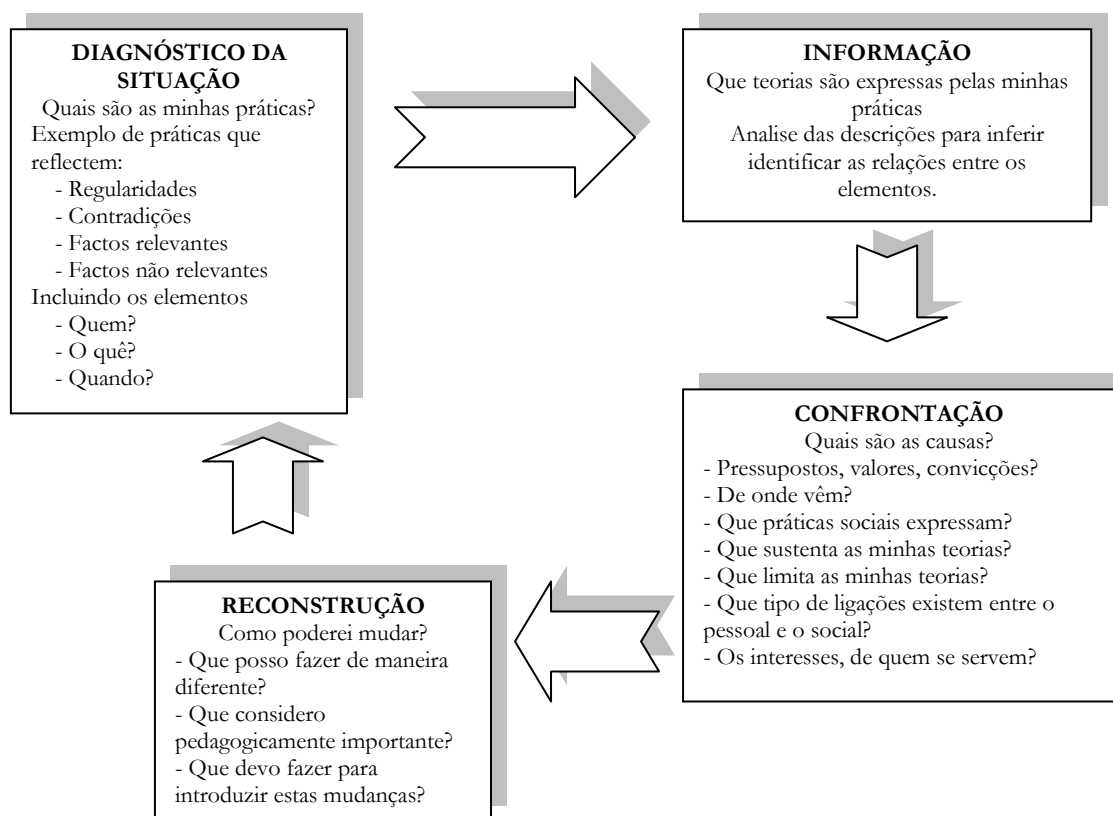 DIAGNÓSTICO DA
SITUAÇÃO
Quais são as minhas práticas?
Exemplo de práticas que
reflectem:
- Regularidades
- Contradições
- Factos relevantes
- Factos não relevantes
Incluindo os elementos
- Quem?
- O quê?
- Quando?
INFORMAÇÃO
Que teorias são expressas pelas minhas
práticas
Analise das descrições para inferir
identificar as relações entre os
elementos.
CONFRONTAÇÃO
Quais são as causas?
- Pressupostos, valores, convicções?
- De onde vêm?
- Que práticas sociais expressam?
- Que sustenta as minhas teorias?
- Que limita as minhas teorias?
- Que tipo de ligações existem entre o
pessoal e o social?
- Os interesses, de quem se servem?
RECONSTRUÇÃO
Como poderei mudar?
- Que posso fazer de maneira
diferente?
- Que considero
pedagogicamente importante?
- Que devo fazer para
introduzir estas mudanças?